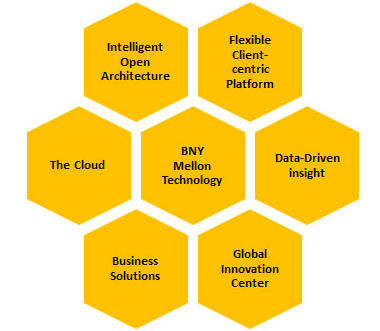 Intelligent
Open
Architecture
Flexible
Client-
centric
Platform
The Cloud
BNY
Mellon
Technology
Data-Driven
insight
Business
Solutions
Global
Innovation
Center